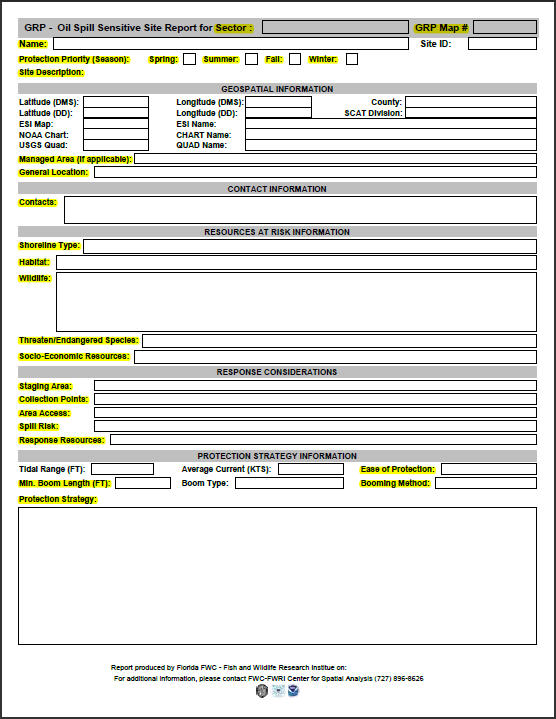 GRP - Oil Spill Sensitive Site Report for Sector : GRP Map #
Name: Site ID:
Protection Priority (Season): Spring: Summer: Fall: Winter:
Site Description:
GEOSPATIAL INFORMATION
Latitude (DMS): Longitude (DMS): County:
Latitude (DD): Longitude (DD): SCAT Division:
ESI Map: ESI Name:
NOAA Chart: CHART Name:
USGS Quad: QUAD Name:
Managed Area (if applicable):
General Location:
CONTACT INFORMATION
Contacts:
RESOURCES AT RISK INFORMATION
Shoreline Type:
Habitat:
Wildlife:
Threaten/Endangered Species:
Socio-Economic Resources:
RESPONSE CONSIDERATIONS
Staging Area:
Collection Points:
Area Access:
Spill Risk:
Response Resources:
PROTECTION STRATEGY INFORMATION
Tidal Range (FT): Average Current (KTS): Ease of Protection:
Min. Boom Length (FT): Boom Type: Booming Method:
Protection Strategy:
Report produced by Florida FWC - Fish and Wildlife Research Institue on:
For additional information, please contact FWC-FWRI Center for Spatial Analysis (727) 896-8626